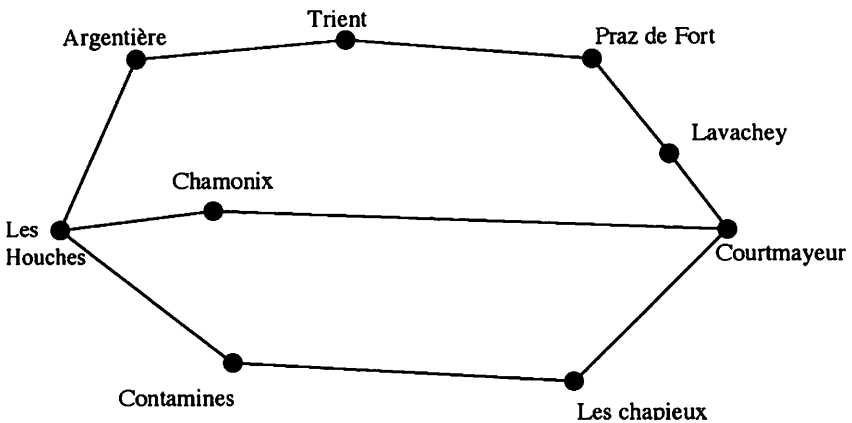 Trient
Argentière
Praz de Fort
Lavachey
Chamonix
Les
Houches
Courtmayeur
Contamines
Les chapieux